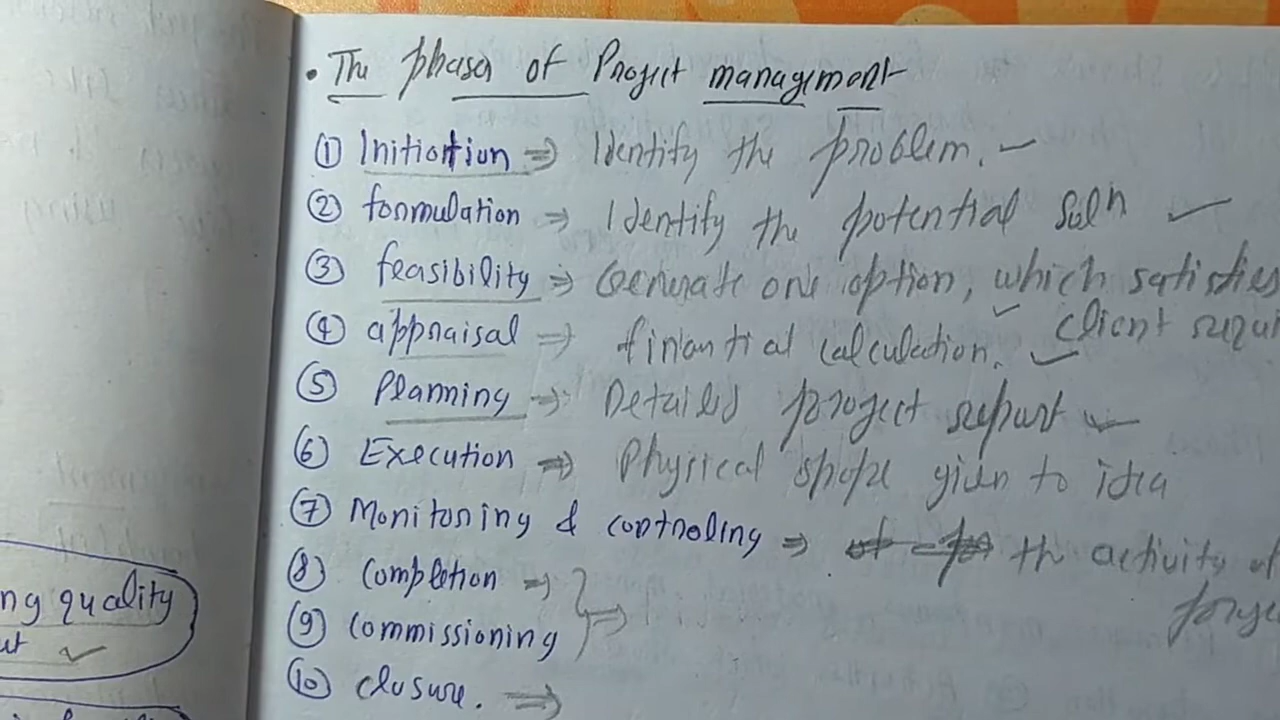 ng quality
• The phases of Project management
① Initiation ⇒ Identify the problem. ✓
② formulation ⇒ Identify the potential Solⁿ ✓
③ feasibility ⇒ Generate one option, which satisfies
client
④ appraisal ⇒ finantial calculation. ✓
⑤ Planning ⇒ Detailed project report ✓
⑥ Execution ⇒ Physical shape given to idea
⑦ Monitoring & controling ⇒ the activity of
⑧ Completion ⇒
⑨ Commissioning ⇒
⑩ closure. ⇒